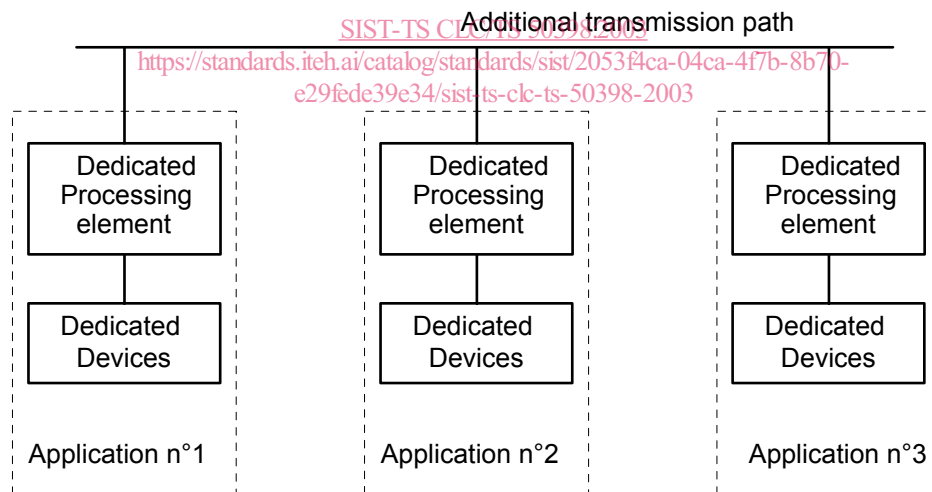 Additional transmission path
SIST-TS CLC/TS 50398:2003
https://standards.iteh.ai/catalog/standards/sist/2053f4ca-04ca-4f7b-8b70-
e29fede39e34/sist-ts-clc-ts-50398-2003
Dedicated
Processing
element
Dedicated
Devices
Application n°1
Dedicated
Processing
element
Dedicated
Devices
Application n°2
Dedicated
Processing
element
Dedicated
Devices
Application n°3